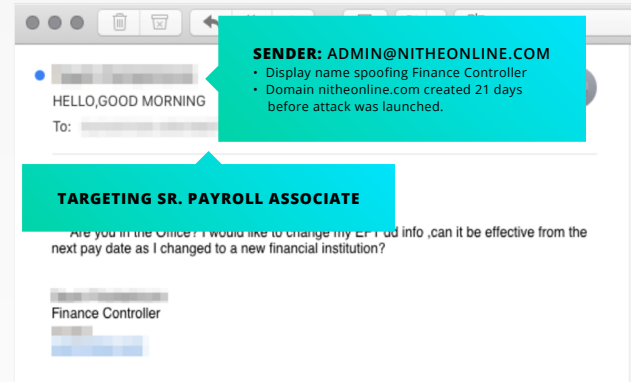 SENDER: ADMIN@NITHEONLINE.COM
• Display name spoofing Finance Controller
• Domain nitheonline.com created 21 days
before attack was launched.
HELLO,GOOD MORNING
To:
TARGETING SR. PAYROLL ASSOCIATE
Are you in the Office? I would like to change my EFT dd info ,can it be effective from the
next pay date as I changed to a new financial institution?
Finance Controller